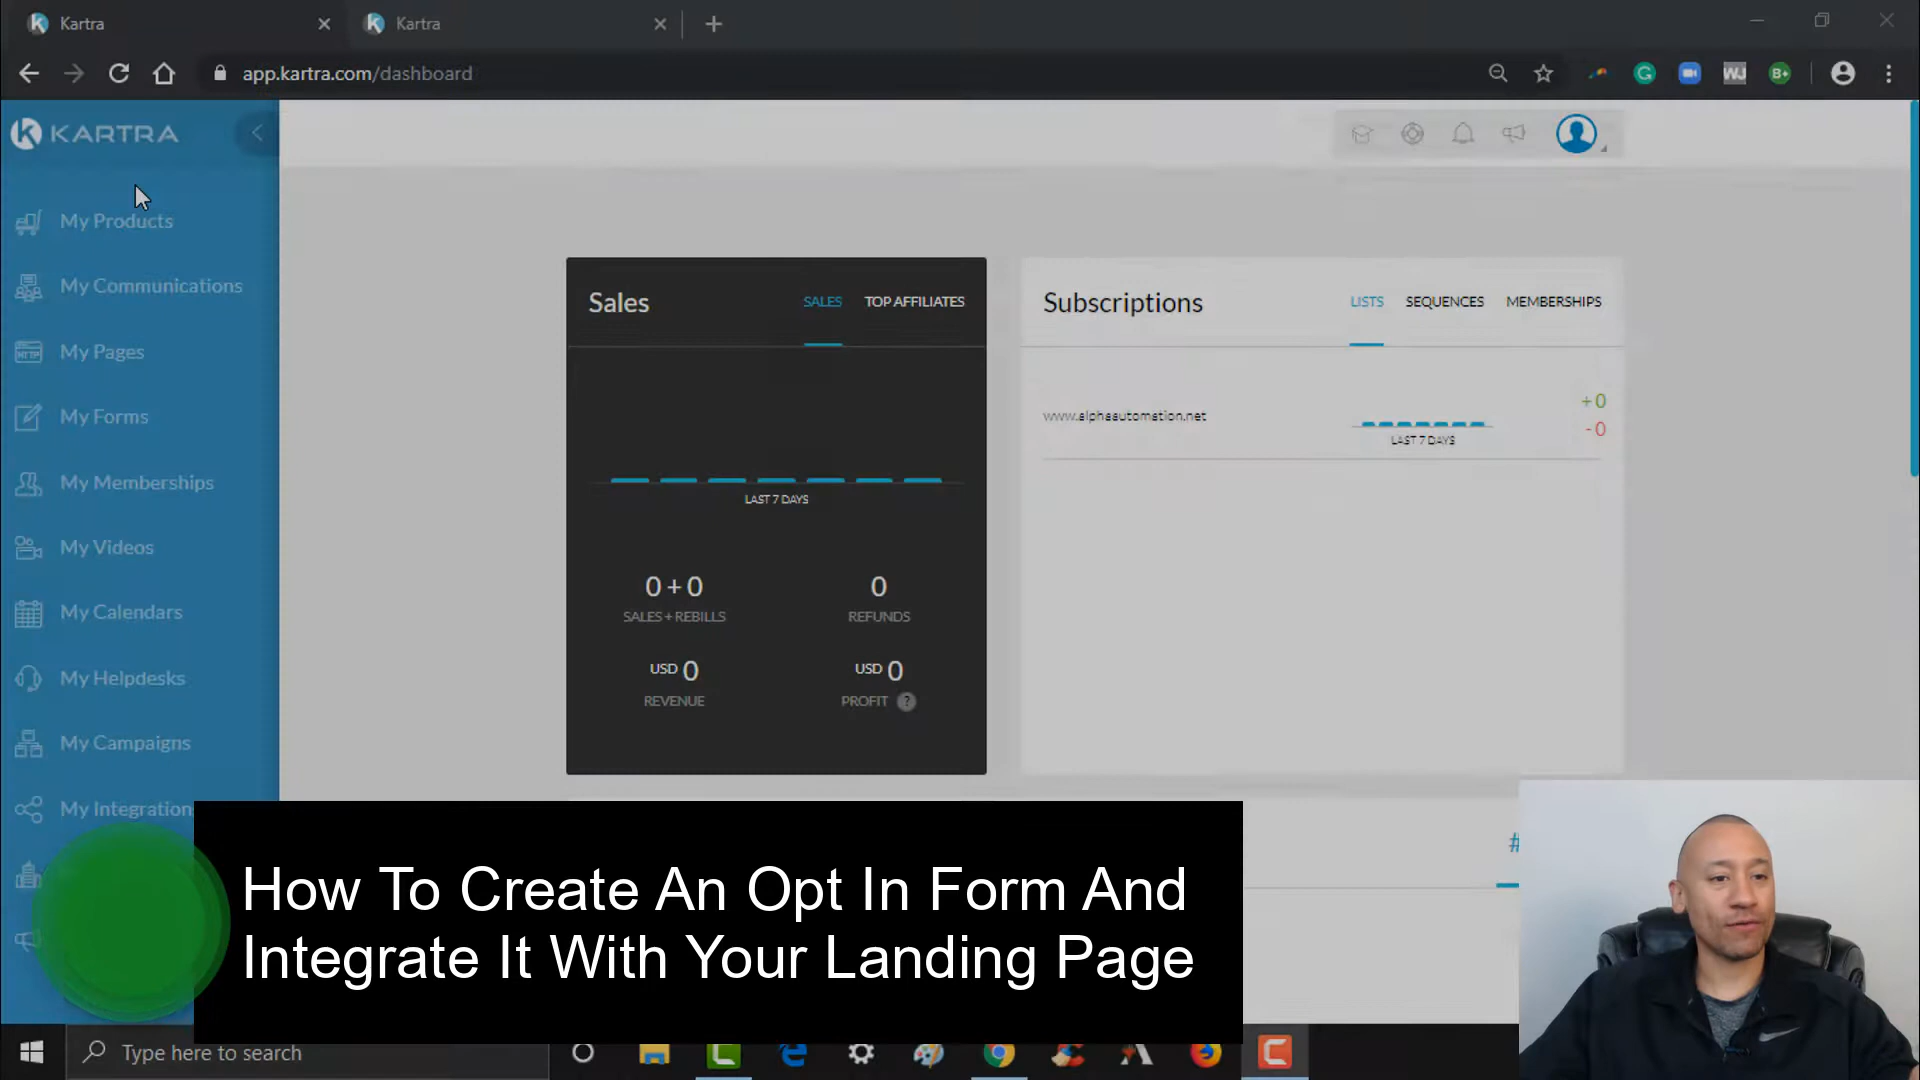 Kartra
Kartra
app.kartra.com/dashboard
KARTRA
My Products
My Communications
My Pages
My Forms
My Memberships
My Videos
My Calendars
My Helpdesks
My Campaigns
My Integration
Sales
SALES
TOP AFFILIATES
LAST 7 DAYS
0 + 0
SALES + REBILLS
0
REFUNDS
USD 0
REVENUE
USD 0
PROFIT ?
Subscriptions
LISTS
SEQUENCES
MEMBERSHIPS
www.alphaautomation.net
LAST 7 DAYS
+0
-0
#
How To Create An Opt In Form And
Integrate It With Your Landing Page
Type here to search